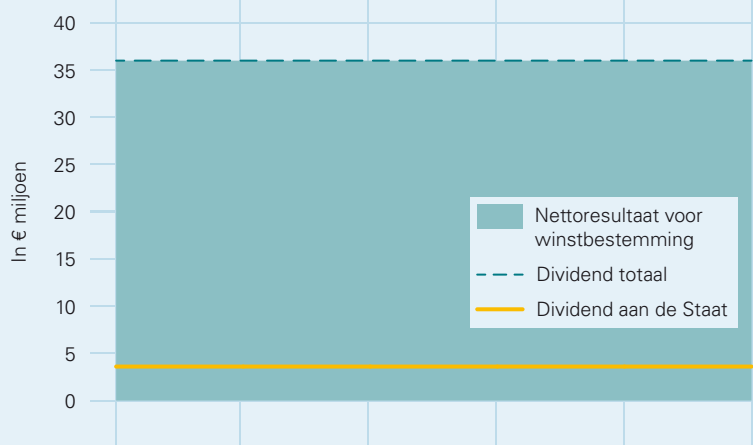 40
35
30
25
20
15
10
5
0
In € miljoen
Nettoresultaat voor
winstbestemming
Dividend totaal
Dividend aan de Staat